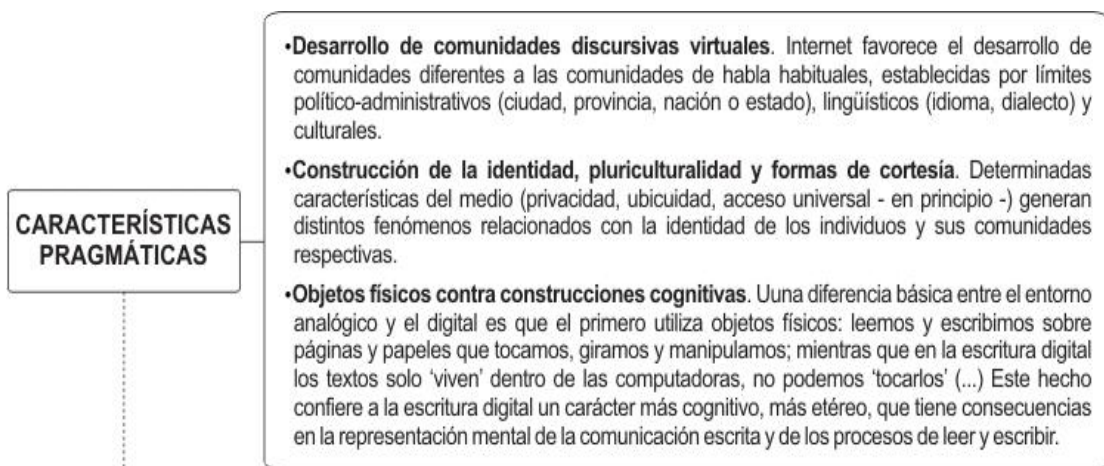 •Desarrollo de comunidades discursivas virtuales. Internet favorece el desarrollo de
comunidades diferentes a las comunidades de habla habituales, establecidas por límites
político-administrativos (ciudad, provincia, nación o estado), lingüísticos (idioma, dialecto) y
culturales.
•Construcción de la identidad, pluriculturalidad y formas de cortesía. Determinadas
características del medio (privacidad, ubicuidad, acceso universal - en principio -) generan
distintos fenómenos relacionados con la identidad de los individuos y sus comunidades
respectivas.
CARACTERÍSTICAS
PRAGMÁTICAS
•Objetos físicos contra construcciones cognitivas. Uuna diferencia básica entre el entorno
analógico y el digital es que el primero utiliza objetos físicos: leemos y escribimos sobre
páginas y papeles que tocamos, giramos y manipulamos; mientras que en la escritura digital
los textos solo ‘viven’ dentro de las computadoras, no podemos ‘tocarlos’ (...) Este hecho
confiere a la escritura digital un carácter más cognitivo, más etéreo, que tiene consecuencias
en la representación mental de la comunicación escrita y de los procesos de leer y escribir.